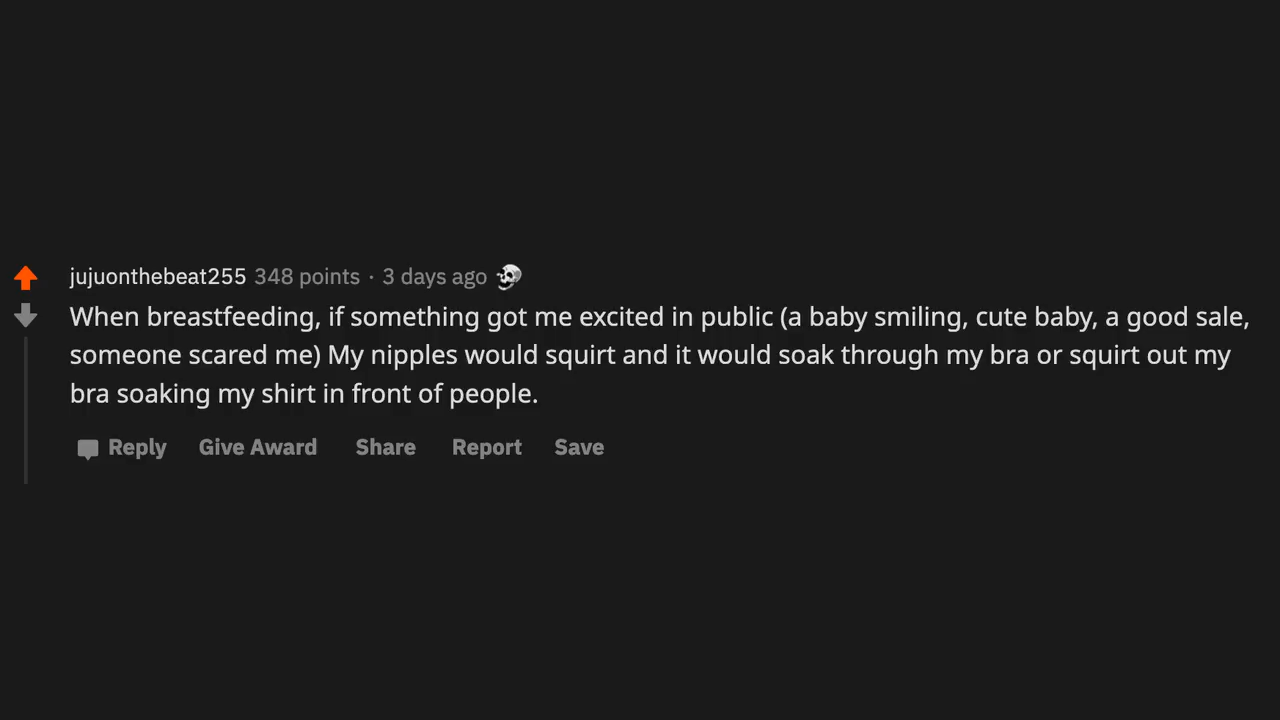 jujuonthebeat255 348 points · 3 days ago
When breastfeeding, if something got me excited in public (a baby smiling, cute baby, a good sale,
someone scared me) My nipples would squirt and it would soak through my bra or squirt out my
bra soaking my shirt in front of people.
Reply Give Award Share Report Save